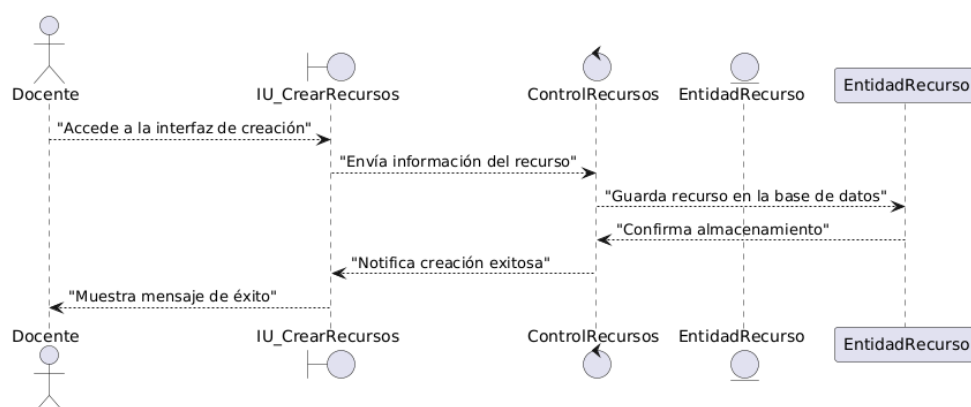 Docente
IU_CrearRecursos
ControlRecursos
EntidadRecurso
EntidadRecurso
"Accede a la interfaz de creación"
"Envía información del recurso"
"Guarda recurso en la base de datos"
"Confirma almacenamiento"
"Notifica creación exitosa"
"Muestra mensaje de éxito"
Docente
IU_CrearRecursos
ControlRecursos
EntidadRecurso
EntidadRecurso